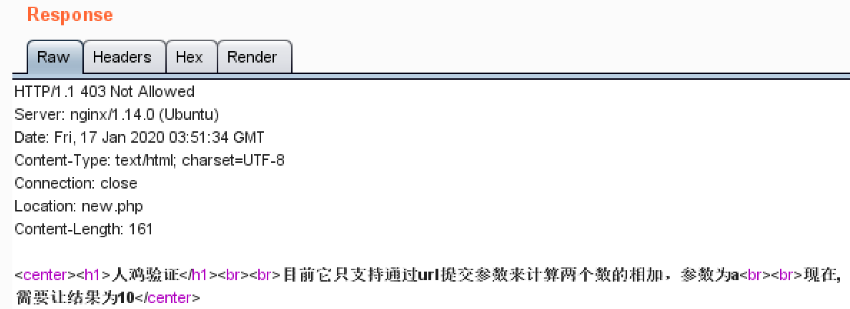 Response
Raw Headers Hex Render
HTTP/1.1 403 Not Allowed
Server: nginx/1.14.0 (Ubuntu)
Date: Fri, 17 Jan 2020 03:51:34 GMT
Content-Type: text/html; charset=UTF-8
Connection: close
Location: new.php
Content-Length: 161
<center><h1>人鸡验证</h1><br><br>目前它只支持通过url提交参数来计算两个数的相加，参数为a<br><br>现在,
需要让结果为10</center>